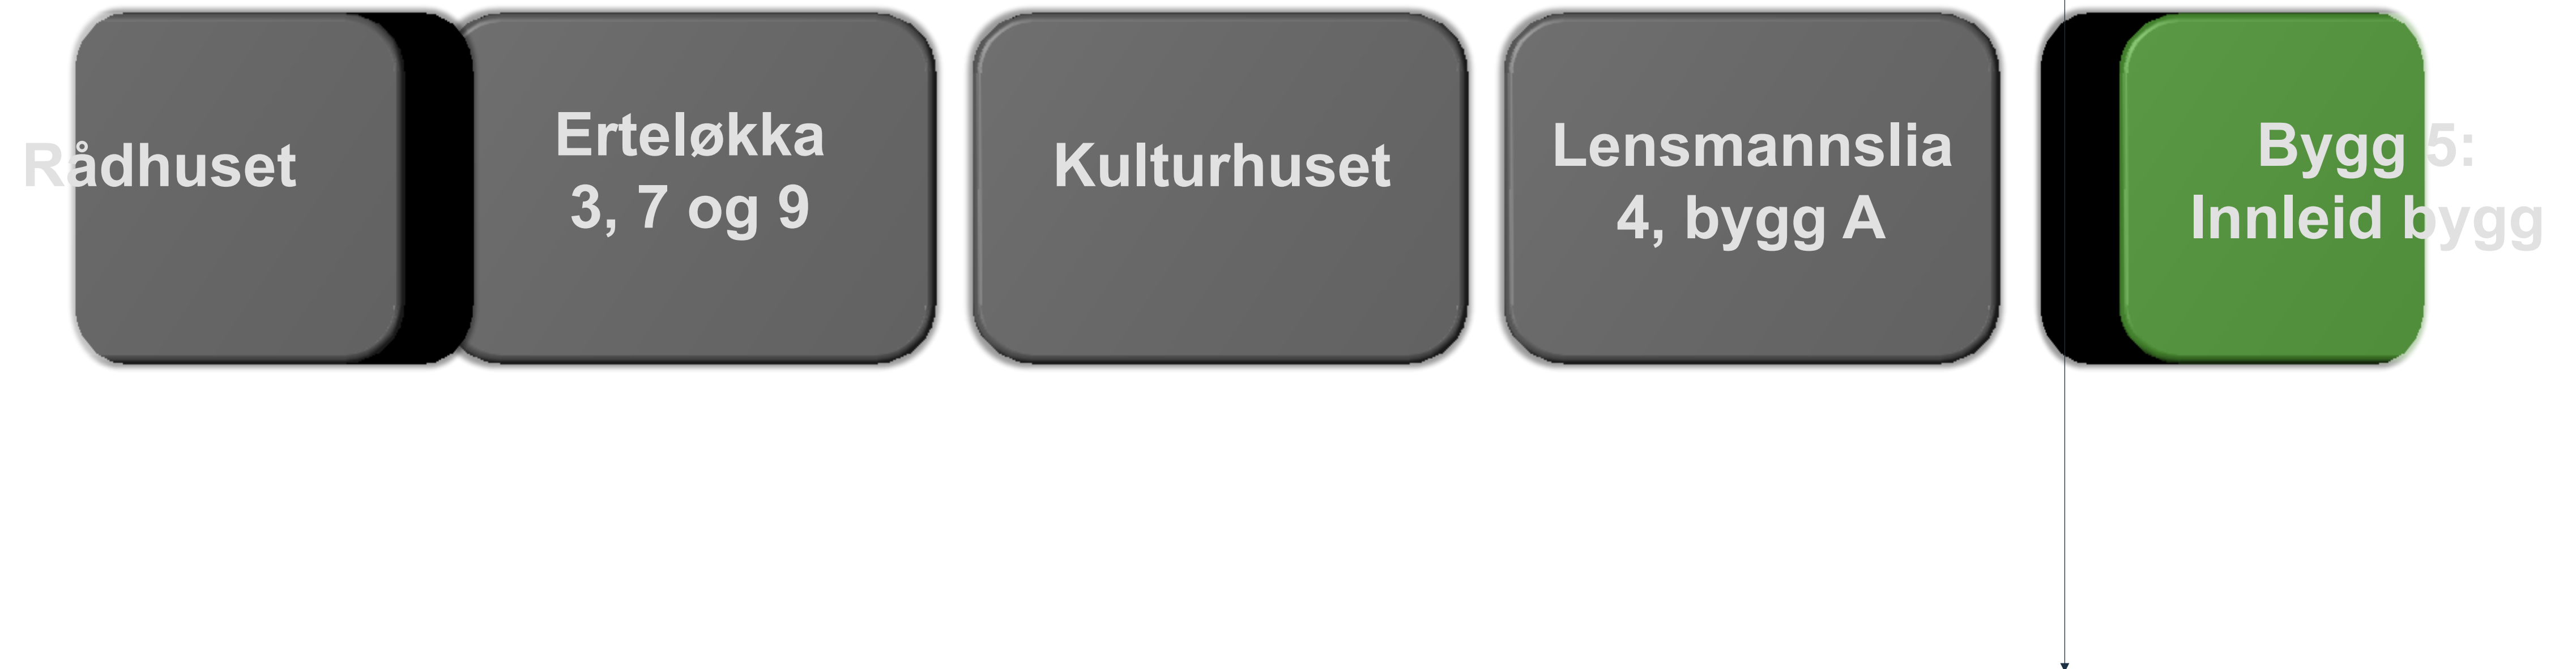 Rådhuset
Erteløkka
3, 7 og 9
Kulturhuset
Lensmannslia
4, bygg A
Bygg 5:
Innleid bygg